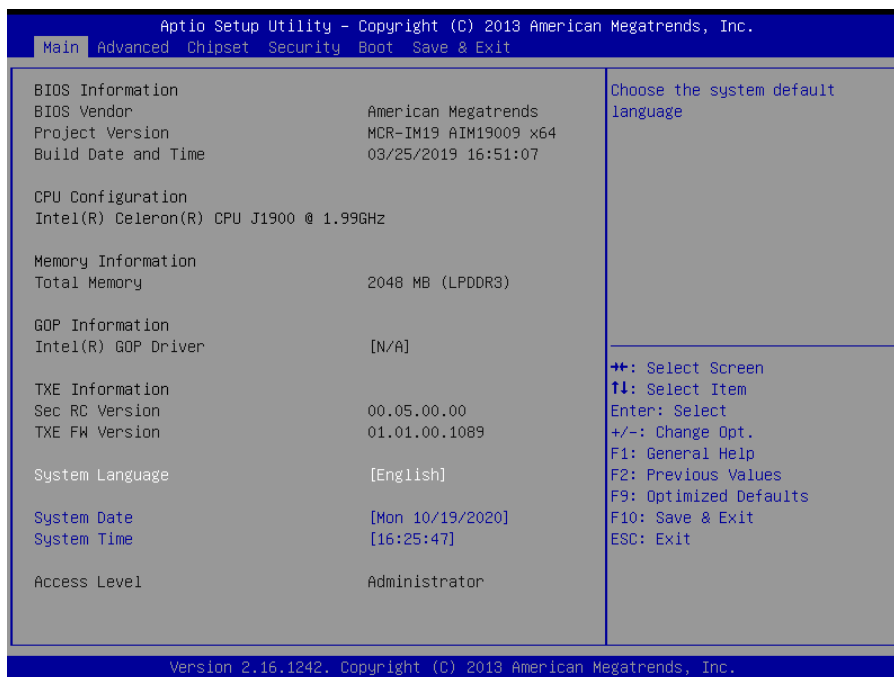 Aptio Setup Utility – Copyright (C) 2013 American Megatrends, Inc.
Main Advanced Chipset Security Boot Save & Exit
BIOS Information
BIOS Vendor American Megatrends
Project Version MCR-IM19 AIM19009 x64
Build Date and Time 03/25/2019 16:51:07
CPU Configuration
Intel(R) Celeron(R) CPU J1900 @ 1.99GHz
Memory Information
Total Memory 2048 MB (LPDDR3)
GOP Information
Intel(R) GOP Driver [N/A]
TXE Information
Sec RC Version 00.05.00.00
TXE FW Version 01.01.00.1089
System Language [English]
System Date [Mon 10/19/2020]
System Time [16:25:47]
Access Level Administrator
Choose the system default
language
→←: Select Screen
↑↓: Select Item
Enter: Select
+/-: Change Opt.
F1: General Help
F2: Previous Values
F9: Optimized Defaults
F10: Save & Exit
ESC: Exit
Version 2.16.1242. Copyright (C) 2013 American Megatrends, Inc.